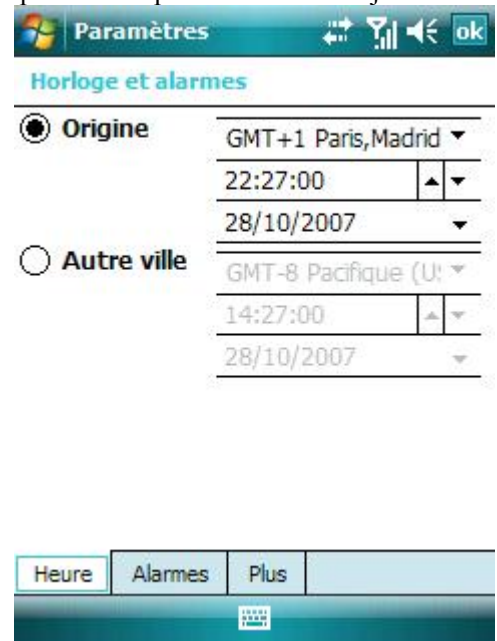 Paramètres ok
Horloge et alarmes
Origine
GMT+1 Paris,Madrid
22:27:00
28/10/2007
Autre ville
GMT-8 Pacifique (U
14:27:00
28/10/2007
Heure Alarmes Plus